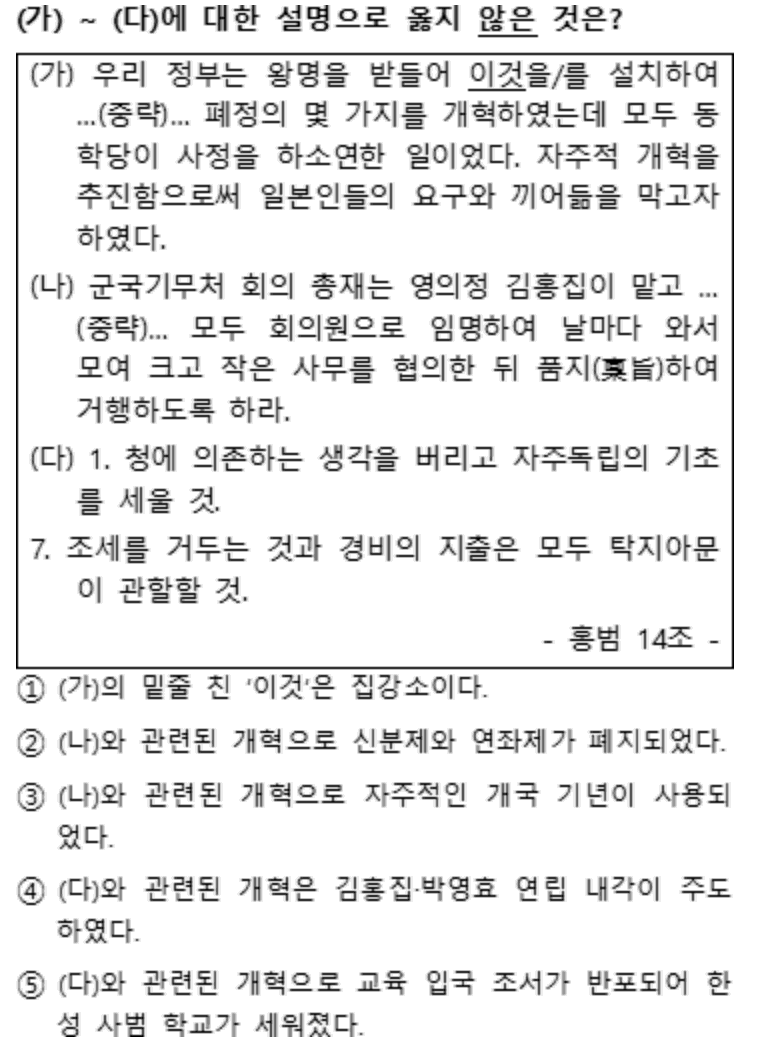 (가) ~ (다)에 대한 설명으로 옳지 않은 것은?
(가) 우리 정부는 왕명을 받들어 이것을/를 설치하여
...(중략)... 폐정의 몇 가지를 개혁하였는데 모두 동
학당이 사정을 하소연한 일이었다. 자주적 개혁을
추진함으로써 일본인들의 요구와 끼어듦을 막고자
하였다.
(나) 군국기무처 회의 총재는 영의정 김홍집이 맡고 ...
(중략)... 모두 회의원으로 임명하여 날마다 와서
모여 크고 작은 사무를 협의한 뒤 품지(稟旨)하여
거행하도록 하라.
(다) 1. 청에 의존하는 생각을 버리고 자주독립의 기초
를 세울 것.
7. 조세를 거두는 것과 경비의 지출은 모두 탁지아문
이 관할할 것.
- 홍범 14조 -
① (가)의 밑줄 친 '이것'은 집강소이다.
② (나)와 관련된 개혁으로 신분제와 연좌제가 폐지되었다.
③ (나)와 관련된 개혁으로 자주적인 개국 기년이 사용되
었다.
④ (다)와 관련된 개혁은 김홍집·박영효 연립 내각이 주도
하였다.
⑤ (다)와 관련된 개혁으로 교육 입국 조서가 반포되어 한
성 사범 학교가 세워졌다.